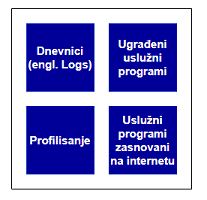 Dnevnici
(engl. Logs)
Ugrađeni
uslužni
programi
Profilisanje
Uslužni
programi
zasnovani
na internetu